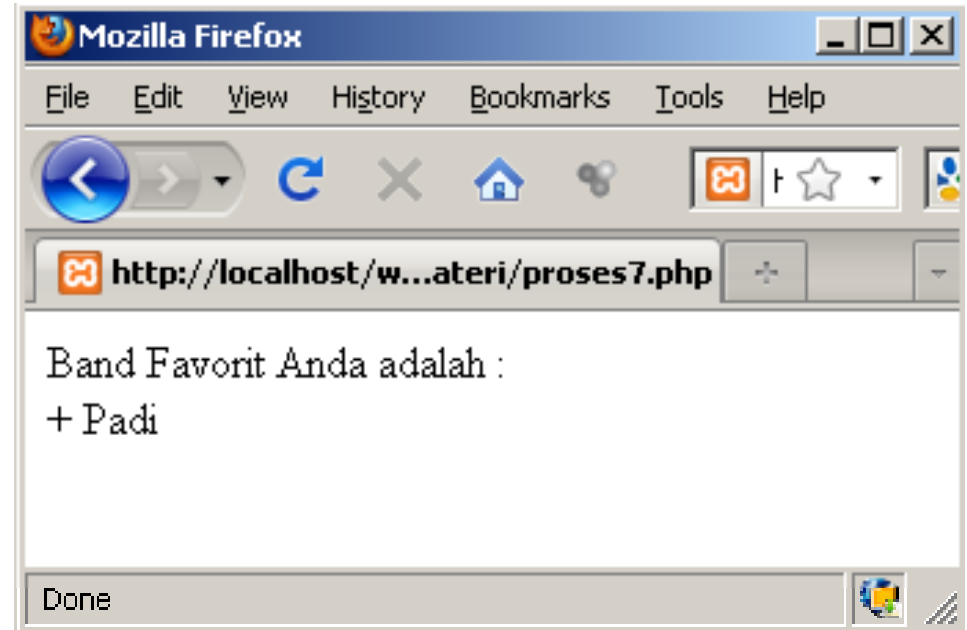 Mozilla Firefox
File Edit View History Bookmarks Tools Help
http://localhost/w...ateri/proses7.php
Band Favorit Anda adalah :
+ Padi
Done